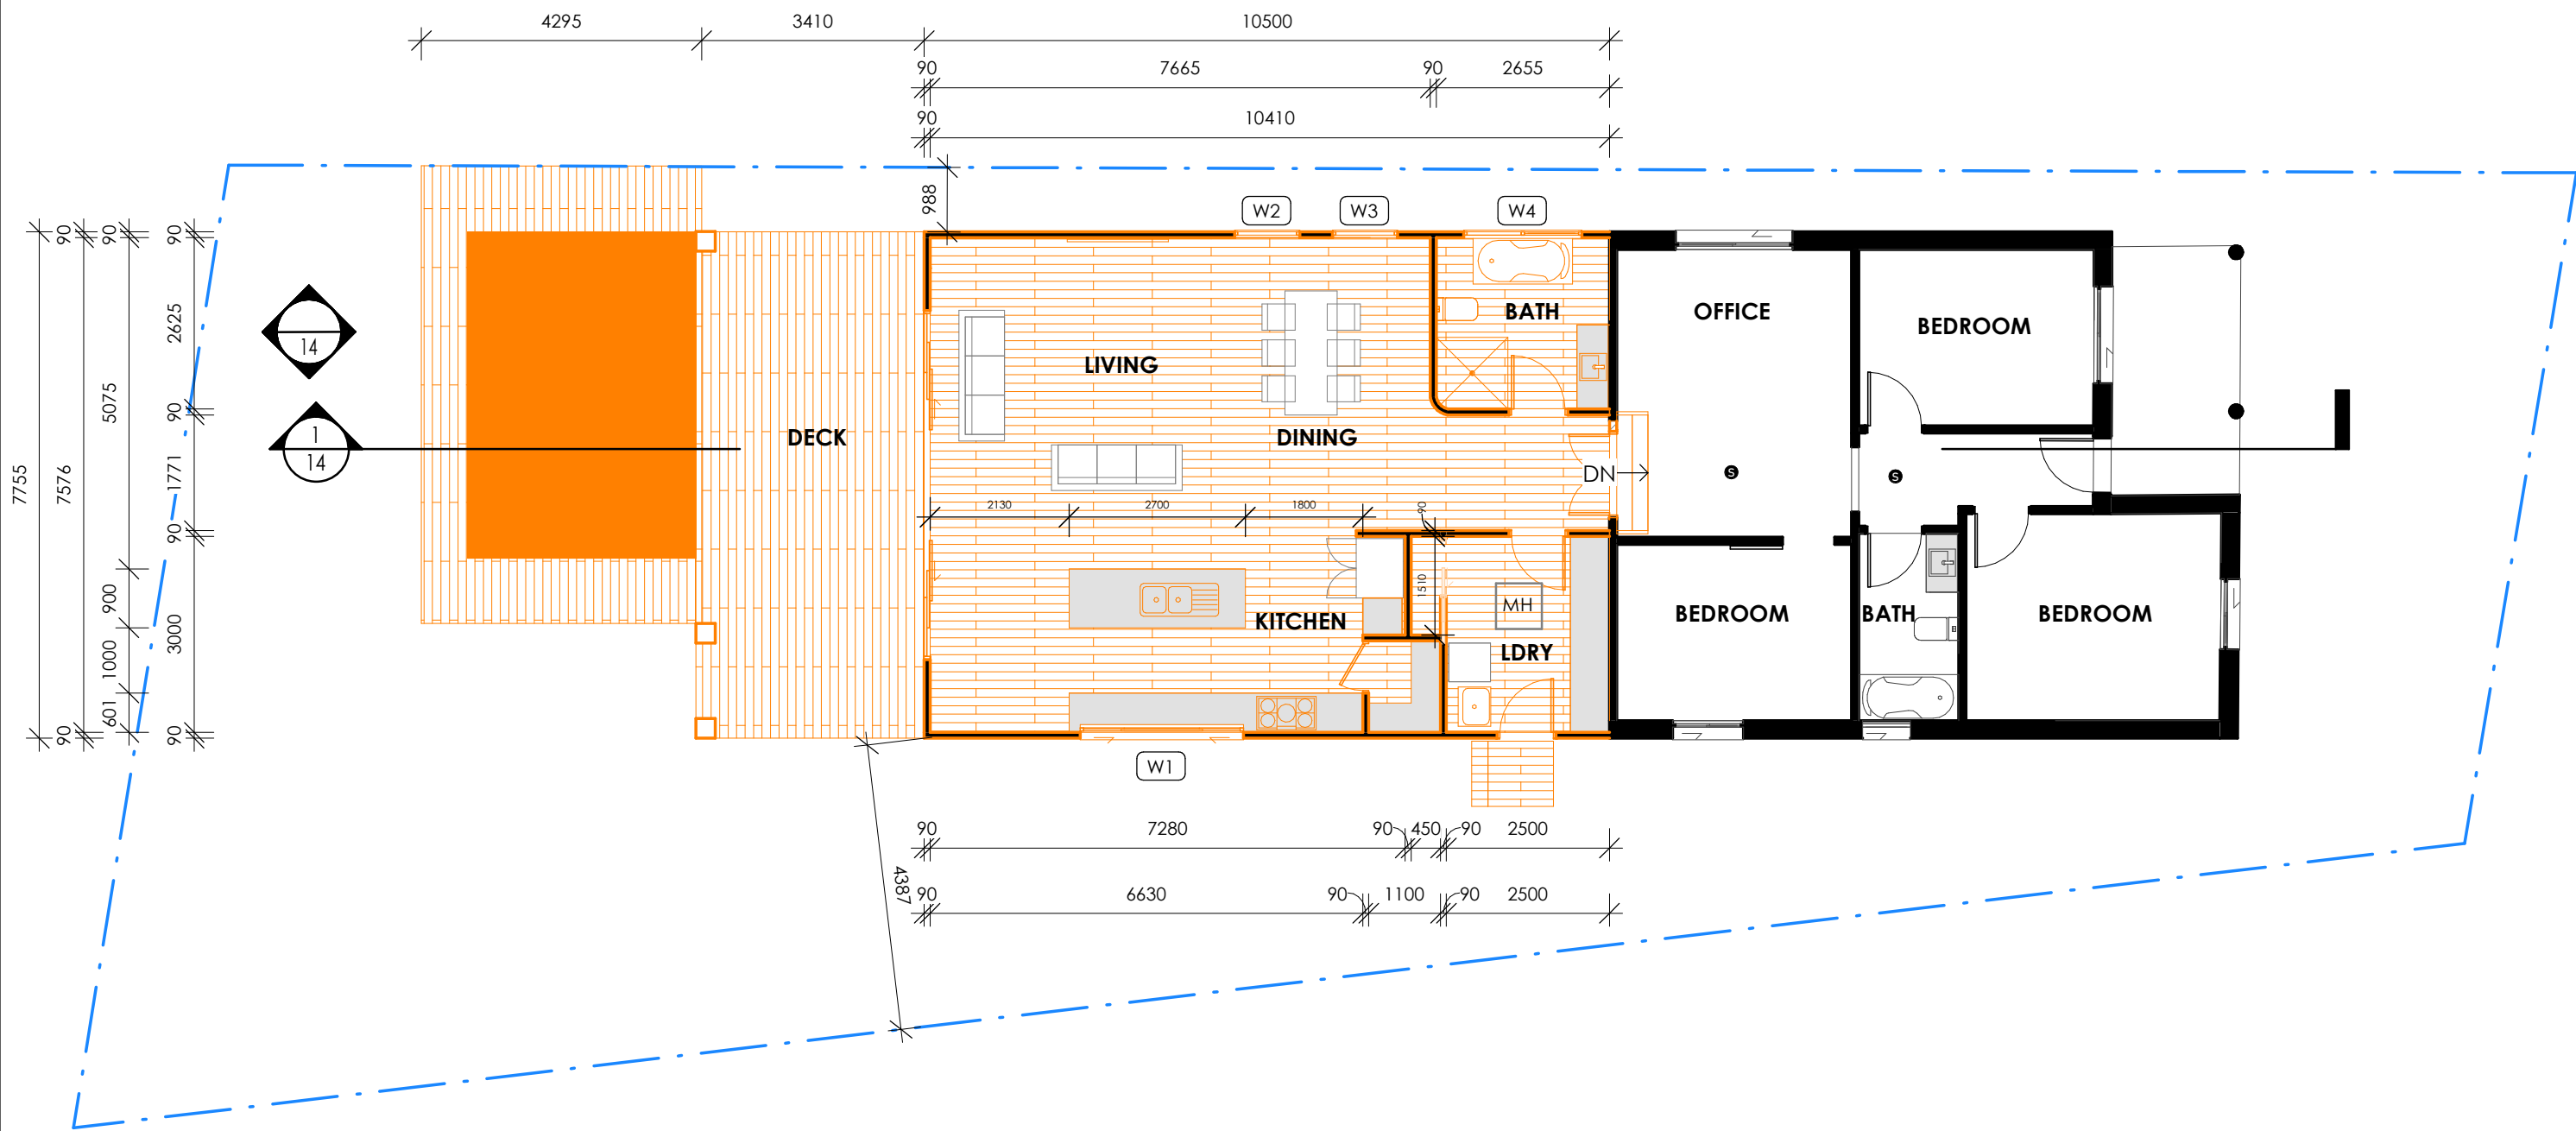 4295 3410 10500
90 7665 90 2655
90 10410
988
W2 W3 W4
90 90 90 90
2625
14
OFFICE
BATH
BEDROOM
LIVING
5075
90
1
14
DECK
DINING
S
S
DN
7755
7576
1771
2130 2700 1800
90
90
900
1510
MH
KITCHEN
BEDROOM
BATH
BEDROOM
3000
1000
LDRY
601
90 90
W1
90 7280 90 450 90 2500
4387
90 6630 90 1100 90 2500